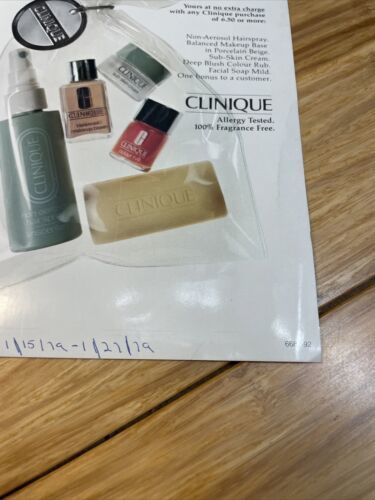 Yours at no extra charge
with any Clinique purchase
of 6.50 or more:
Non-Aerosol Hairspray.
Balanced Makeup Base
in Porcelain Beige.
Sub-Skin Cream.
Deep Blush Colour Rub.
Facial Soap Mild.
One bonus to a customer.
CLINIQUE
Allergy Tested.
100% Fragrance Free.
CLINIQUE
CLINIQUE
CLINIQUE
CLINIQUE
1/15/79-1/27/79